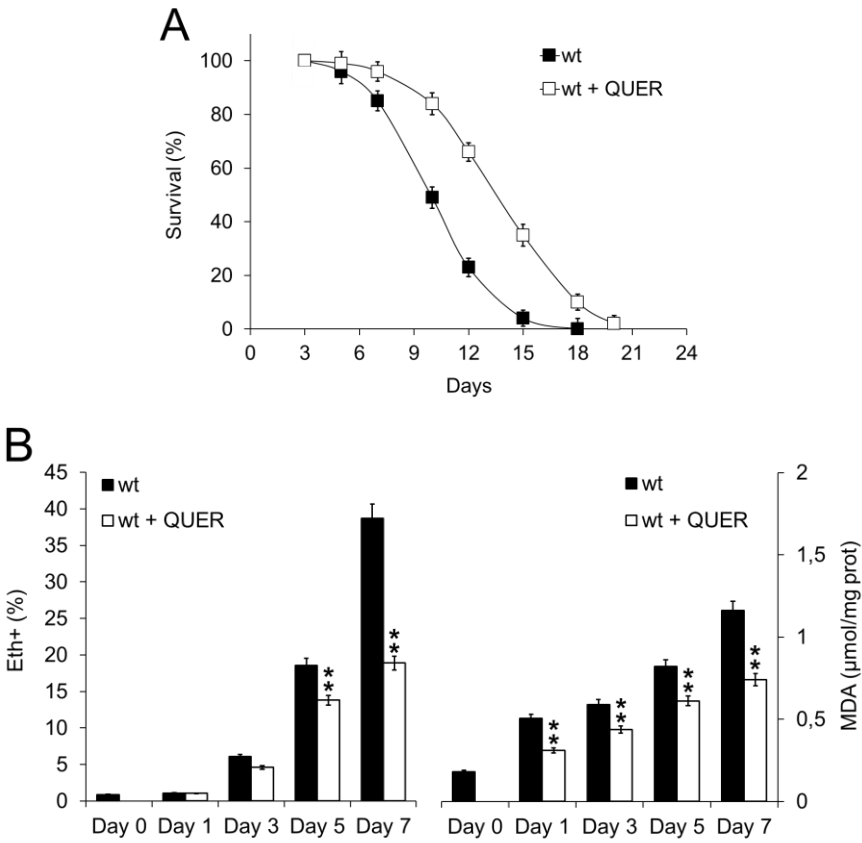 A
wt
wt + QUER
Survival (%)
100
80
60
40
20
0
0 3 6 9 12 15 18 21 24
Days
B
Eth+ (%)
45
40
35
30
25
20
15
10
5
0
wt
wt + QUER
** **
Day 0 Day 1 Day 3 Day 5 Day 7
wt
wt + QUER
** ** ** **
Day 0 Day 1 Day 3 Day 5 Day 7
2
1,5
1
0,5
0
MDA (µmol/mg prot)